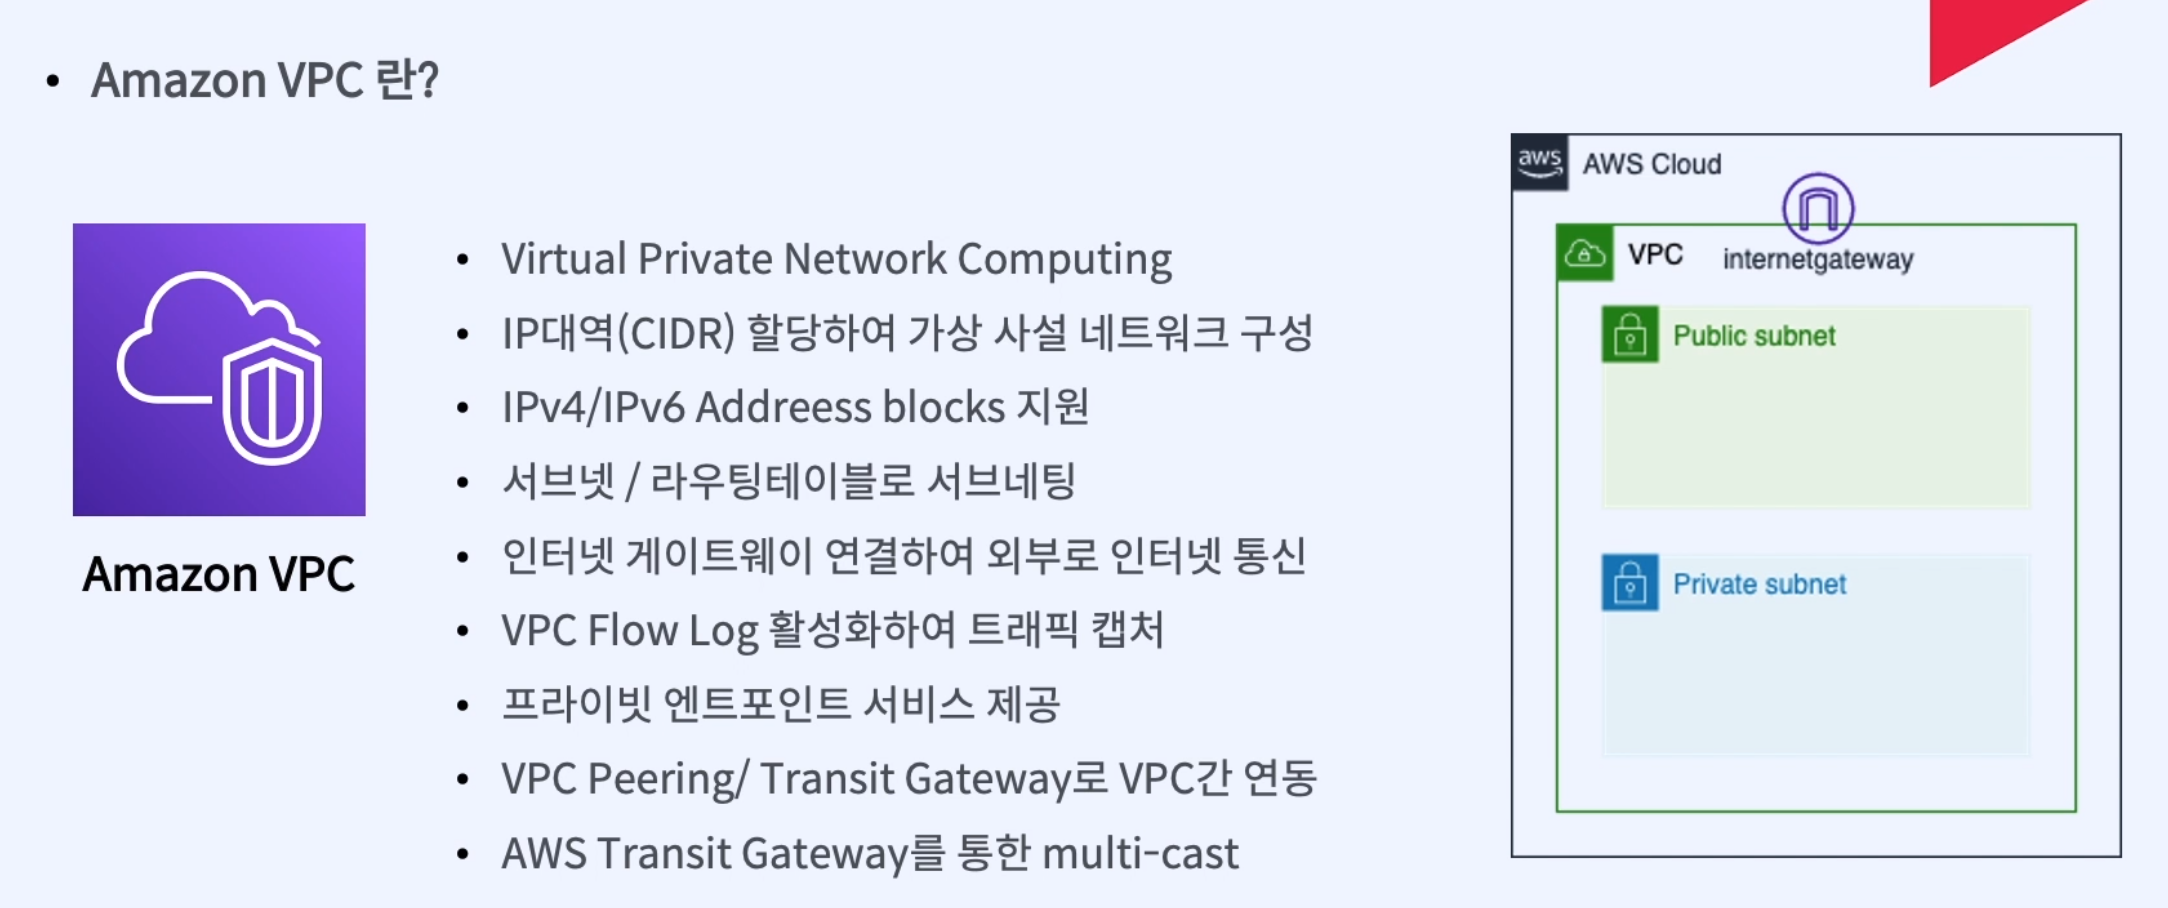 • Amazon VPC 란?
Amazon VPC
• Virtual Private Network Computing
• IP대역(CIDR) 할당하여 가상 사설 네트워크 구성
• IPv4/IPv6 Addreess blocks 지원
• 서브넷 / 라우팅테이블로 서브네팅
• 인터넷 게이트웨이 연결하여 외부로 인터넷 통신
• VPC Flow Log 활성화하여 트래픽 캡처
• 프라이빗 엔트포인트 서비스 제공
• VPC Peering/ Transit Gateway로 VPC간 연동
• AWS Transit Gateway를 통한 multi-cast
aws
AWS Cloud
VPC
internetgateway
Public subnet
Private subnet